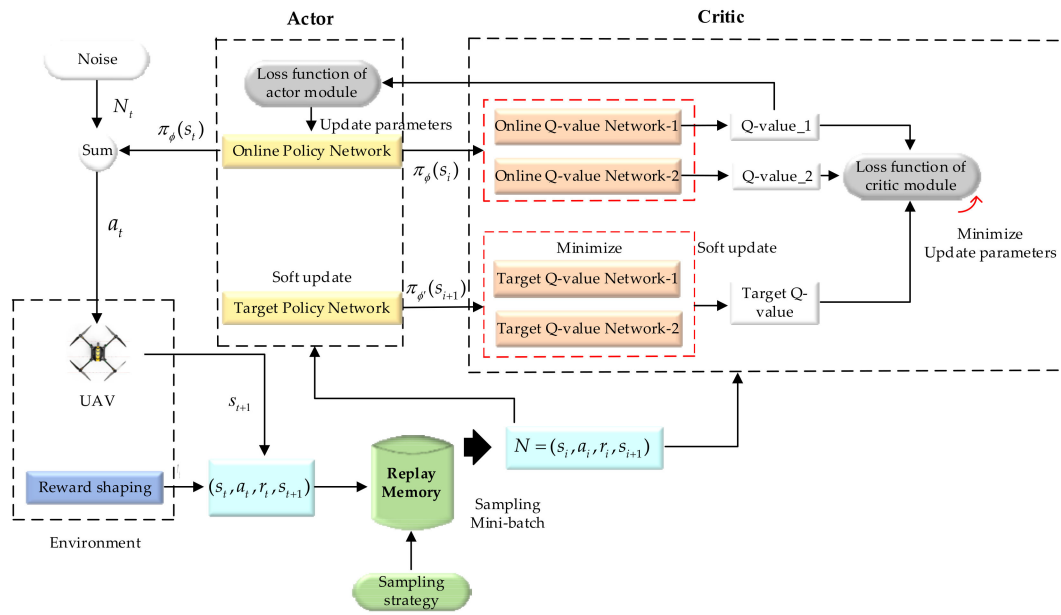 Actor
Critic
Noise
Loss function of
actor module
N_t
Update parameters
π_ϕ(s_t)
Sum
Online Policy Network
π_ϕ(s_i)
Online Q-value Network-1
Q-value_1
Online Q-value Network-2
Q-value_2
Loss function of
critic module
Minimize
Update parameters
a_t
Minimize
Soft update
Soft update
Target Q-value Network-1
Target Policy Network
π_ϕ'(s_{i+1})
Target Q-value Network-2
Target Q-
value
UAV
s_{t+1}
N = (s_i, a_i, r_i, s_{i+1})
Reward shaping
(s_t, a_t, r_t, s_{t+1})
Replay
Memory
Sampling
Mini-batch
Environment
Sampling
strategy